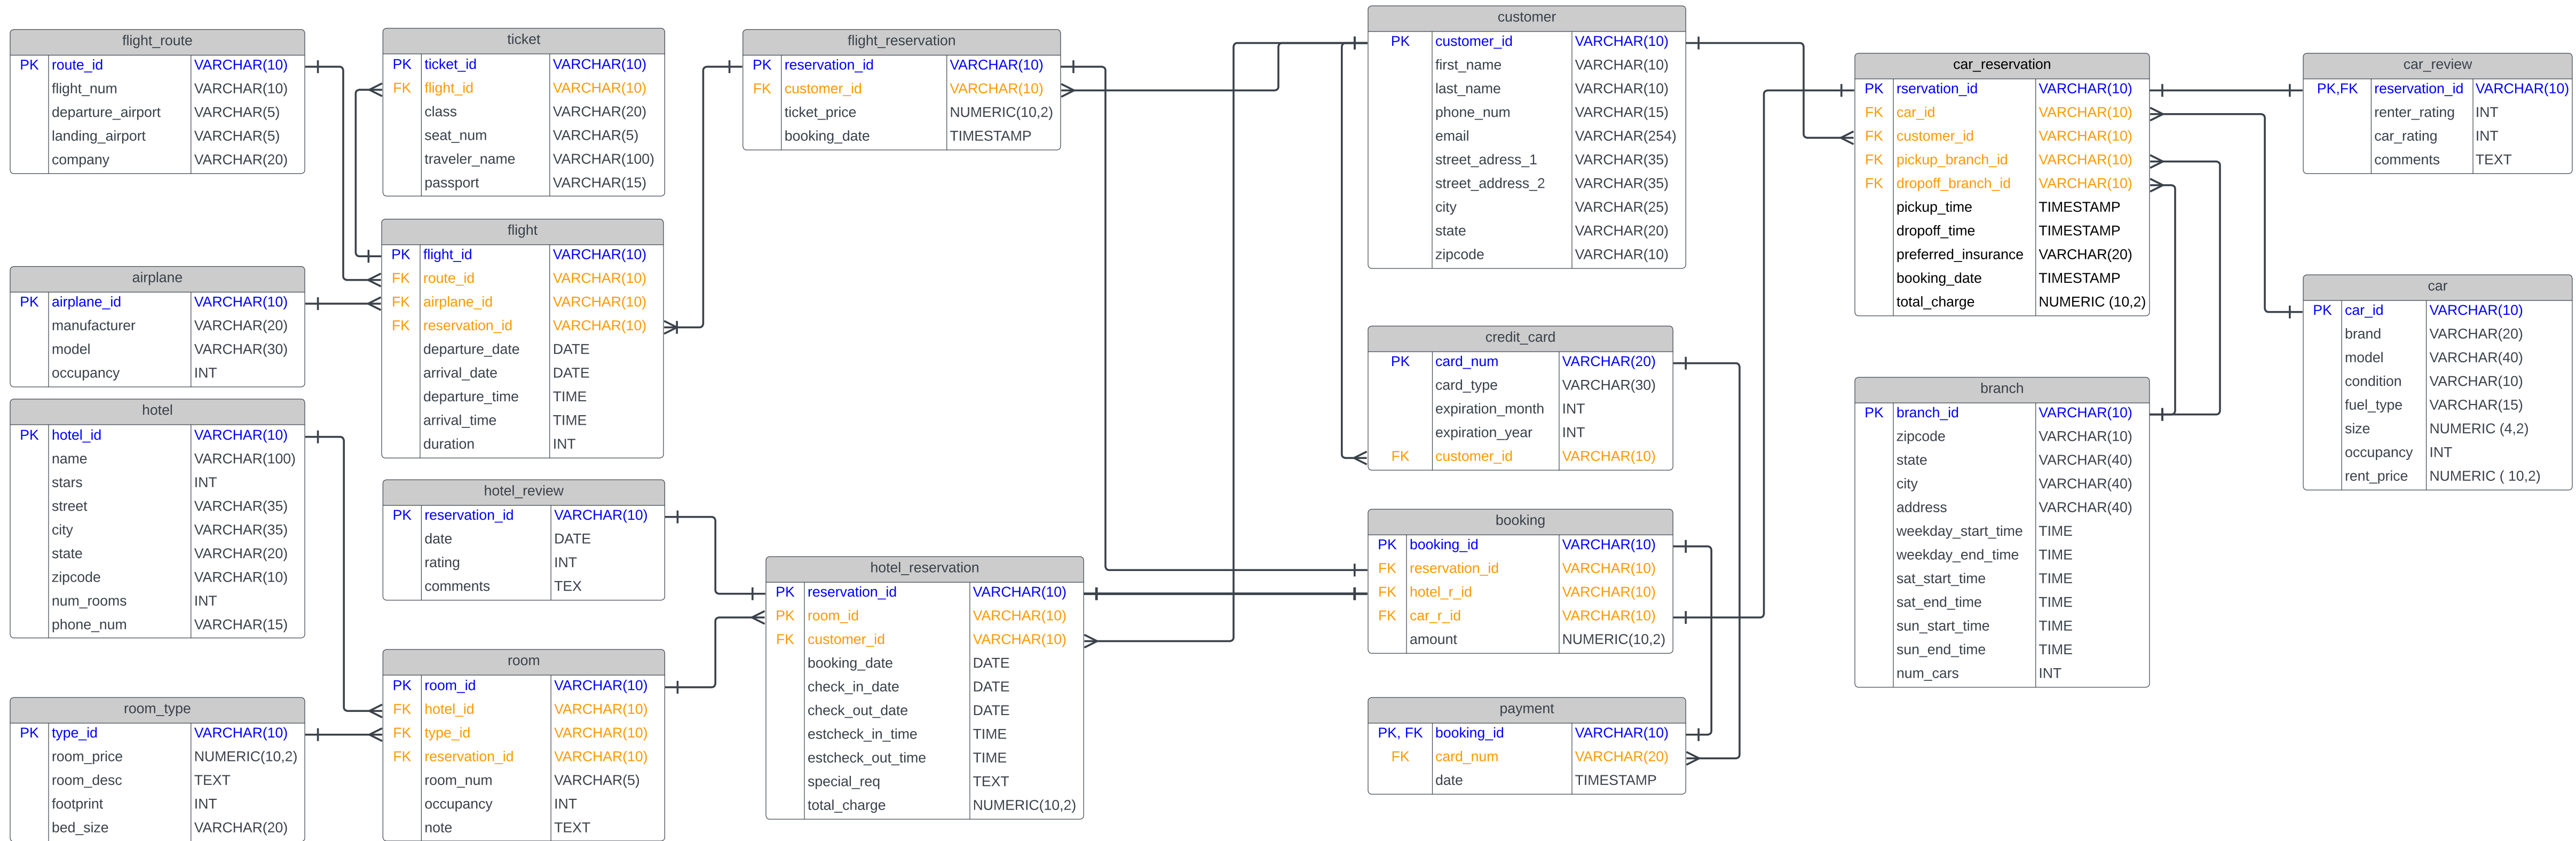 flight_route
PK route_id VARCHAR(10)
flight_num VARCHAR(10)
departure_airport VARCHAR(5)
landing_airport VARCHAR(5)
company VARCHAR(20)
airplane
PK airplane_id VARCHAR(10)
manufacturer VARCHAR(20)
model VARCHAR(30)
occupancy INT
hotel
PK hotel_id VARCHAR(10)
name VARCHAR(100)
stars INT
street VARCHAR(35)
city VARCHAR(35)
state VARCHAR(20)
zipcode VARCHAR(10)
num_rooms INT
phone_num VARCHAR(15)
room_type
PK type_id VARCHAR(10)
room_price NUMERIC(10,2)
room_desc TEXT
footprint INT
bed_size VARCHAR(20)
ticket
PK ticket_id VARCHAR(10)
FK flight_id VARCHAR(10)
class VARCHAR(20)
seat_num VARCHAR(5)
traveler_name VARCHAR(100)
passport VARCHAR(15)
flight
PK flight_id VARCHAR(10)
FK route_id VARCHAR(10)
FK airplane_id VARCHAR(10)
FK reservation_id VARCHAR(10)
departure_date DATE
arrival_date DATE
departure_time TIME
arrival_time TIME
duration INT
hotel_review
PK reservation_id VARCHAR(10)
date DATE
rating INT
comments TEX
room
PK room_id VARCHAR(10)
FK hotel_id VARCHAR(10)
FK type_id VARCHAR(10)
FK reservation_id VARCHAR(10)
room_num VARCHAR(5)
occupancy INT
note TEXT
flight_reservation
PK reservation_id VARCHAR(10)
FK customer_id VARCHAR(10)
ticket_price NUMERIC(10,2)
booking_date TIMESTAMP
hotel_reservation
PK reservation_id VARCHAR(10)
PK room_id VARCHAR(10)
FK customer_id VARCHAR(10)
booking_date DATE
check_in_date DATE
check_out_date DATE
estcheck_in_time TIME
estcheck_out_time TIME
special_req TEXT
total_charge NUMERIC(10,2)
customer
PK customer_id VARCHAR(10)
first_name VARCHAR(10)
last_name VARCHAR(10)
phone_num VARCHAR(15)
email VARCHAR(254)
street_adress_1 VARCHAR(35)
street_address_2 VARCHAR(35)
city VARCHAR(25)
state VARCHAR(20)
zipcode VARCHAR(10)
credit_card
PK card_num VARCHAR(20)
card_type VARCHAR(30)
expiration_month INT
expiration_year INT
FK customer_id VARCHAR(10)
booking
PK booking_id VARCHAR(10)
FK reservation_id VARCHAR(10)
FK hotel_r_id VARCHAR(10)
FK car_r_id VARCHAR(10)
amount NUMERIC(10,2)
payment
PK, FK booking_id VARCHAR(10)
FK card_num VARCHAR(20)
date TIMESTAMP
car_reservation
PK rservation_id VARCHAR(10)
FK car_id VARCHAR(10)
FK customer_id VARCHAR(10)
FK pickup_branch_id VARCHAR(10)
FK dropoff_branch_id VARCHAR(10)
pickup_time TIMESTAMP
dropoff_time TIMESTAMP
preferred_insurance VARCHAR(20)
booking_date TIMESTAMP
total_charge NUMERIC (10,2)
branch
PK branch_id VARCHAR(10)
zipcode VARCHAR(10)
state VARCHAR(40)
city VARCHAR(40)
address VARCHAR(40)
weekday_start_time TIME
weekday_end_time TIME
sat_start_time TIME
sat_end_time TIME
sun_start_time TIME
sun_end_time TIME
num_cars INT
car_review
PK,FK reservation_id VARCHAR(10)
renter_rating INT
car_rating INT
comments TEXT
car
PK car_id VARCHAR(10)
brand VARCHAR(20)
model VARCHAR(40)
condition VARCHAR(10)
fuel_type VARCHAR(15)
size NUMERIC (4,2)
occupancy INT
rent_price NUMERIC ( 10,2)